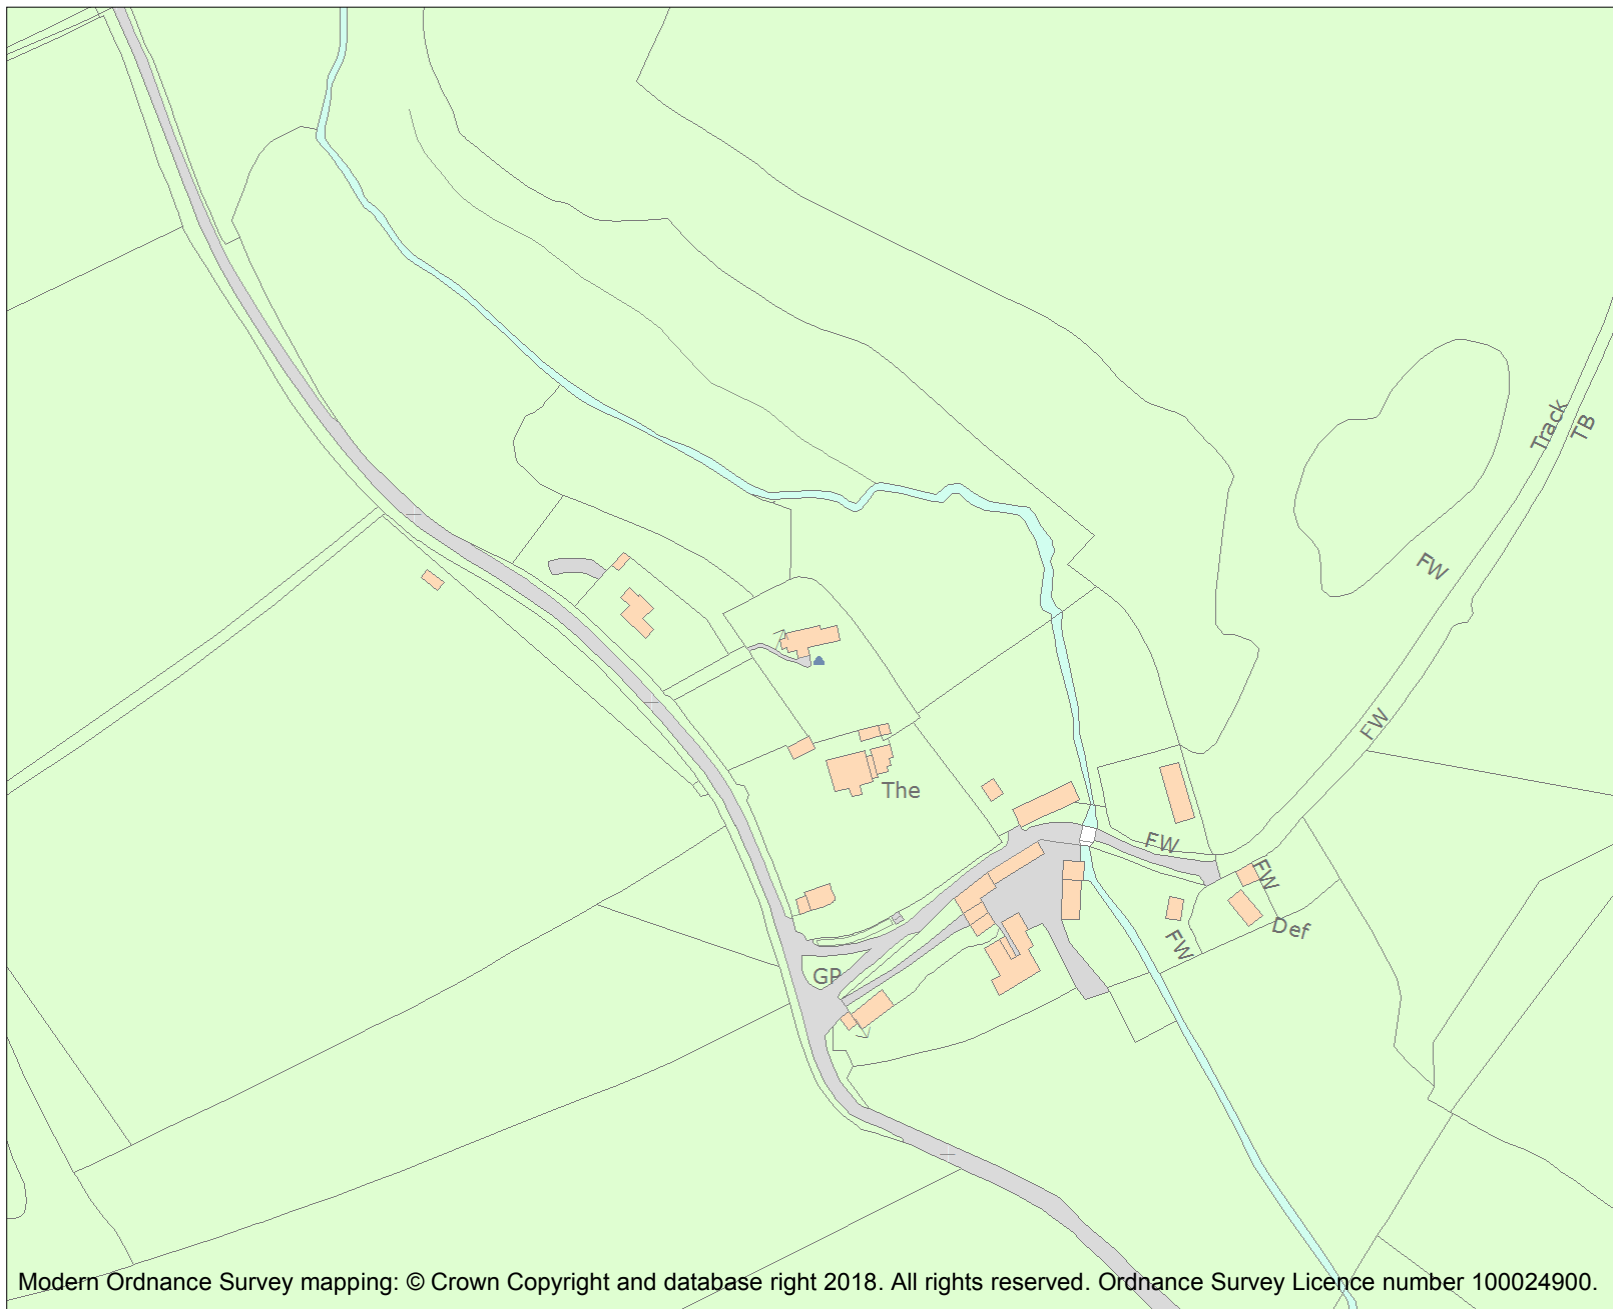 Track
TB
FW
FW
The
FW
FW
Def
FW
GP
Modern Ordnance Survey mapping: © Crown Copyright and database right 2018. All rights reserved. Ordnance Survey Licence number 100024900.